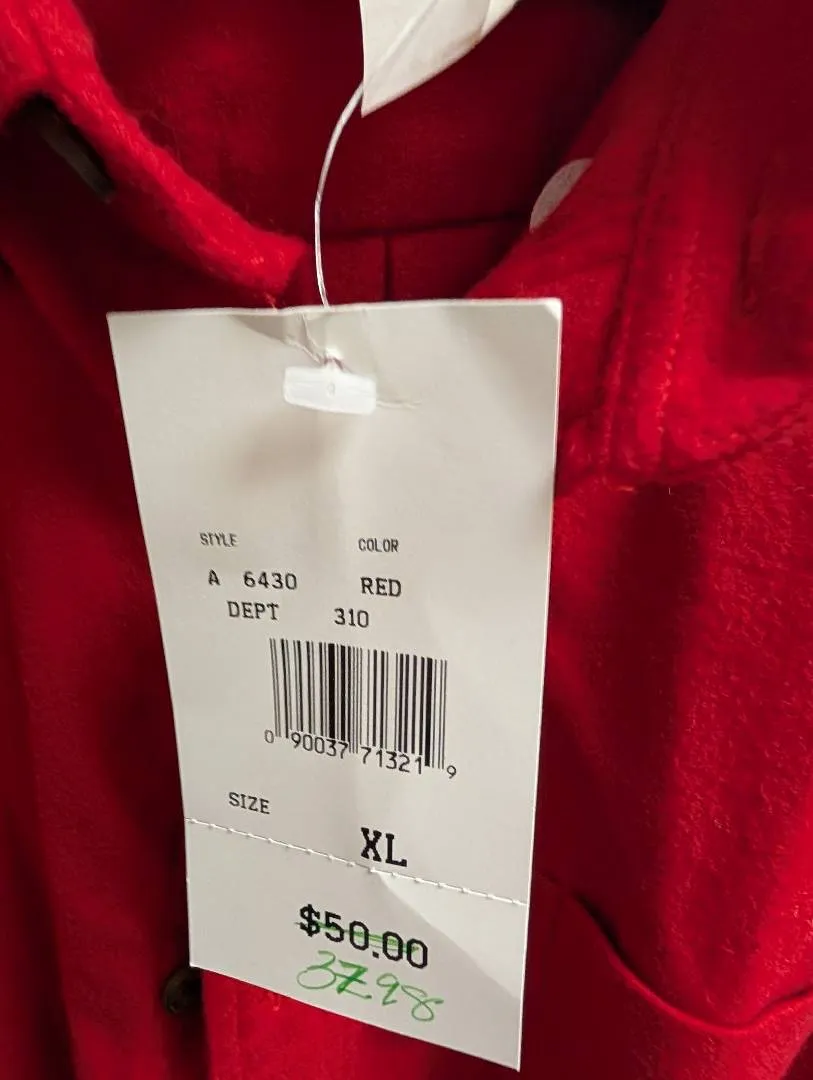 STYLE COLOR
A 6430 RED
DEPT 310
0 90037 71321 9
SIZE
XL
$50.00
37.98